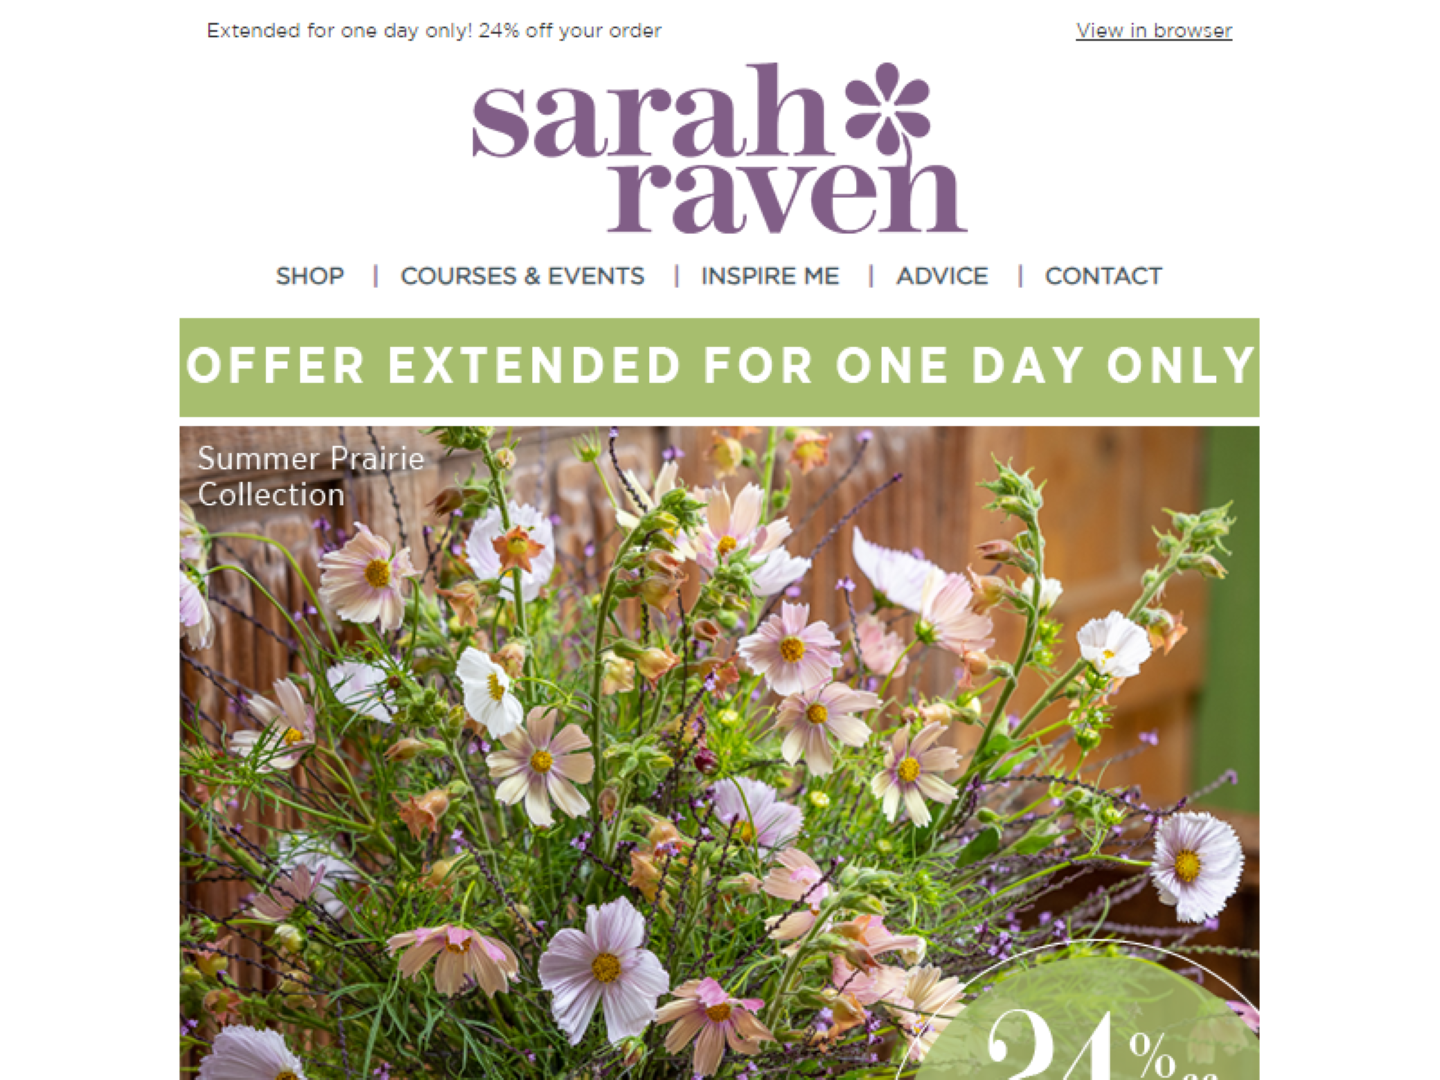 Extended for one day only! 24% off your order
View in browser
sarah
raven
SHOP | COURSES & EVENTS | INSPIRE ME | ADVICE | CONTACT
OFFER EXTENDED FOR ONE DAY ONLY
Summer Prairie
Collection
24%